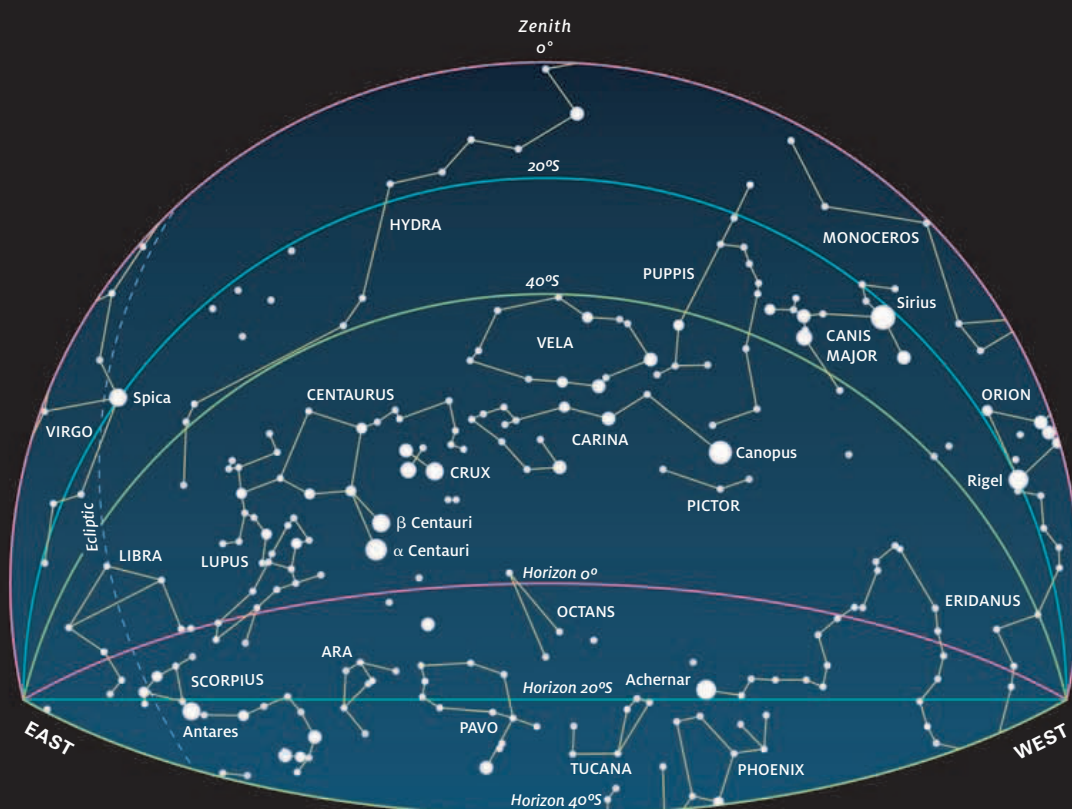 Zenith
0°
20°S
HYDRA
MONOCEROS
PUPPIS
40°S
Sirius
VELA
CANIS
MAJOR
CENTAURUS
Spica
ORION
VIRGO
CARINA
Canopus
CRUX
Rigel
PICTOR
β Centauri
Ecliptic
α Centauri
LIBRA
LUPUS
Horizon 0°
OCTANS
ERIDANUS
ARA
SCORPIUS
Achernar
Horizon 20°S
Antares
PAVO
EAST
WEST
TUCANA
PHOENIX
Horizon 40°S